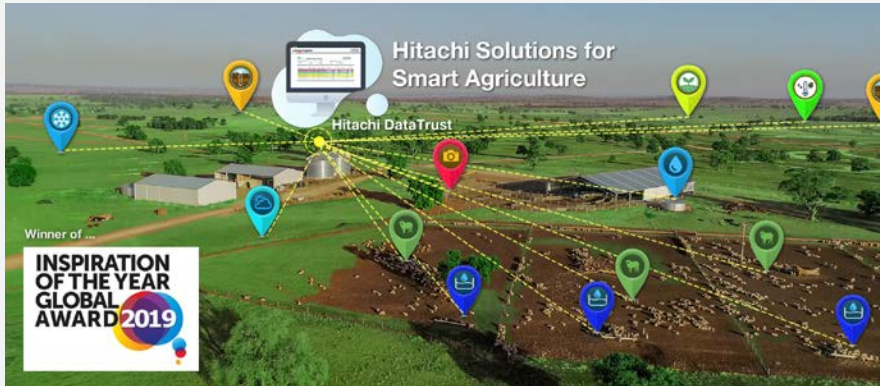 Hitachi Solutions for
Smart Agriculture
Hitachi DataTrust
Winner of ...
INSPIRATION
OF THE YEAR
GLOBAL
AWARD 2019